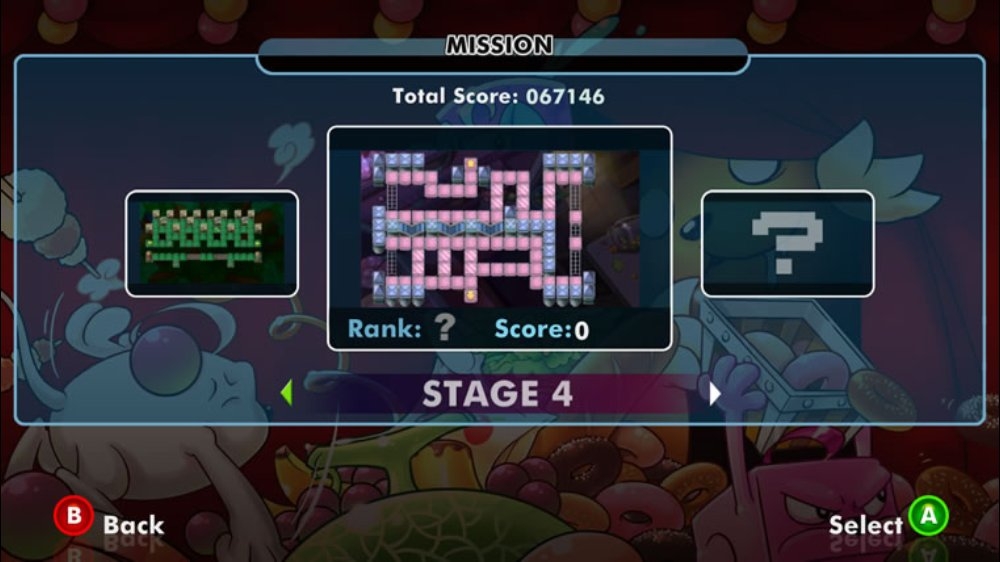 MISSION
Total Score: 067146
?
Rank: ? Score:0
STAGE 4
B Back
Select A